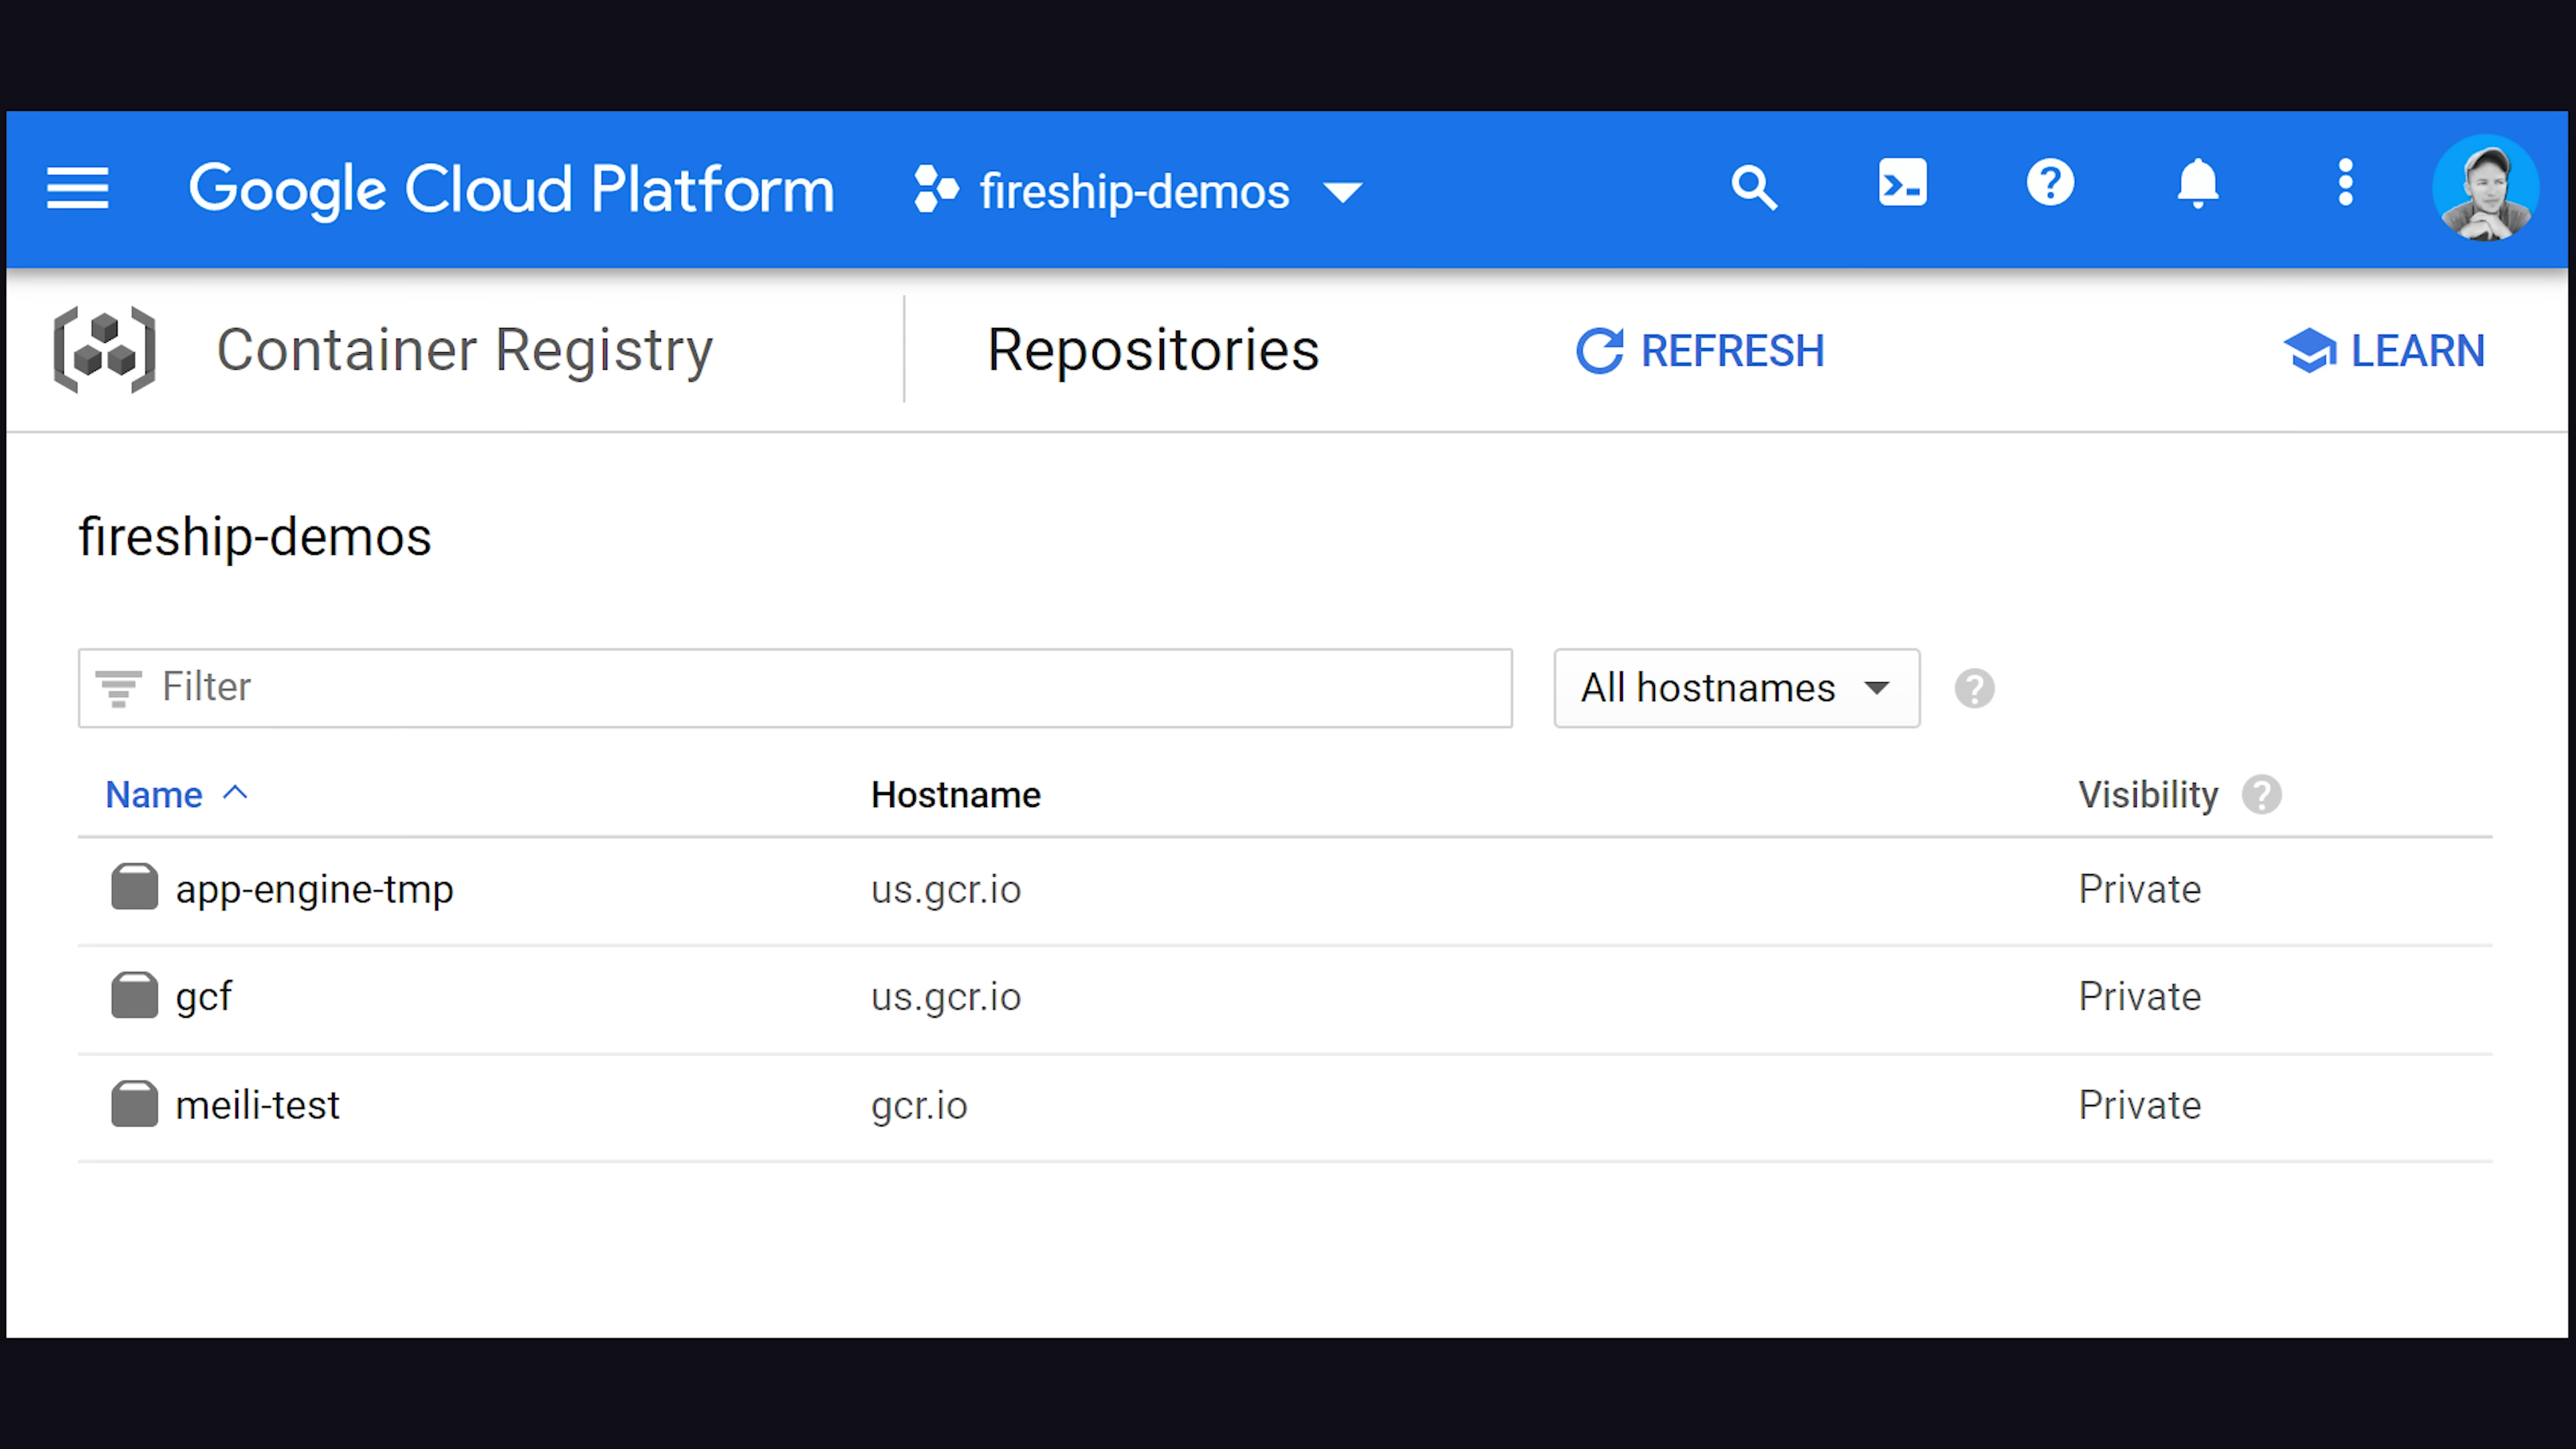 Google Cloud Platform fireship-demos
Container Registry Repositories REFRESH LEARN
fireship-demos
Filter All hostnames
Name Hostname Visibility
app-engine-tmp us.gcr.io Private
gcf us.gcr.io Private
meili-test gcr.io Private